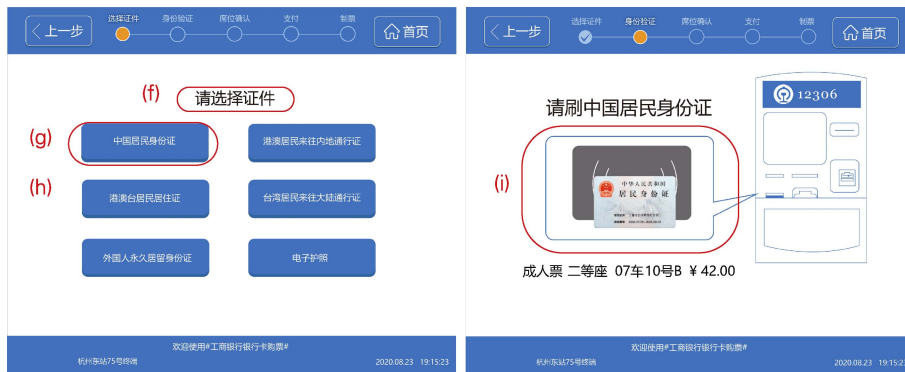 上一步
选择证件
身份验证
席位确认
支付
制票
首页
(f)
请选择证件
(g)
中国居民身份证
港澳居民来往内地通行证
(h)
港澳台居民居住证
台湾居民来往大陆通行证
外国人永久居留身份证
电子护照
欢迎使用#工商银行银行卡购票#
杭州东站75号终端
2020.08.23 19:15:23
上一步
选择证件
身份验证
席位确认
支付
制票
首页
12306
请刷中国居民身份证
(i)
中华人民共和国
居民身份证
成人票 二等座 07车10号B ¥ 42.00
欢迎使用#工商银行银行卡购票#
杭州东站75号终端
2020.08.23 19:15:23